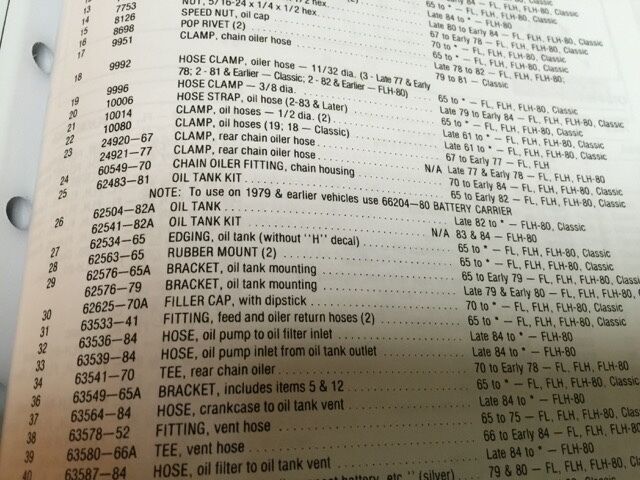 13 7753 NUT, 5/16-24 x 1/4 x 1/2 hex
14 8126 SPEED NUT, oil cap Late 84 to * — FLH-80
15 8698 POP RIVET (2) Late 80 to Early 84 — FL, FLH, FLH-80, Classic
16 9951 CLAMP, chain oiler hose 67 to Early 78 — FL, FLH, FLH-80
17 70 to * — FL, FLH, FLH-80, Classic
65 to * — FL, FLH, FLH-80, Classic
18 9992 HOSE CLAMP, oiler hose — 11/32 dia. (3 - Late 77 & Early Late 78 to 82 — FL, FLH, FLH-80;
78; 2 - 81 & Earlier — Classic; 2 - 82 & Earlier — FLH-80) 79 to 81 — Classic
19 9996 HOSE CLAMP — 3/8 dia. 65 to * — FL, FLH, FLH-80, Classic
20 10006 HOSE STRAP, oil hose (2-83 & Later) Late 79 to Early 84 — FL, FLH, FLH-80, Classic
21 10014 CLAMP, oil hoses — 1/2 dia. (2) 65 to * — FL, FLH, FLH-80, Classic
22 10080 CLAMP, oil hoses (19; 18 — Classic) Late 61 to * — FL, FLH, FLH-80, Classic
23 24920—67 CLAMP, rear chain oiler hose Late 61 to * — FL, FLH, FLH-80, Classic
24921—77 CLAMP, rear chain oiler hose 67 to Early 77 — FL, FLH
24 60549—70 CHAIN OILER FITTING, chain housing N/A Late 77 & Early 78 — FL, FLH, FLH-80
25 62483—81 OIL TANK KIT 70 to Early 84 — FL, FLH, FLH-80, Classic
65 to Early 82 — FL, FLH, FLH-80, Classic
NOTE: To use on 1979 & earlier vehicles use 66204—80 BATTERY CARRIER
62504—82A OIL TANK Late 82 to * — FLH-80, Classic
26 62541—82A OIL TANK KIT N/A 83 & 84 — FLH-80
62534—65 EDGING, oil tank (without "H" decal) 65 to * — FL, FLH, FLH-80, Classic
27 62563—65 RUBBER MOUNT (2) 65 to * — FL, FLH, FLH-80, Classic
28 62576—65A BRACKET, oil tank mounting 65 to Early 79 — FL, FLH, FLH-80, Classic
29 62576—79 BRACKET, oil tank mounting Late 79 & Early 80 — FL, FLH, FLH-80, Classic
30 62625—70A FILLER CAP, with dipstick 70 to * — FL, FLH, FLH-80, Classic
31 63533—41 FITTING, feed and oiler return hoses (2) 65 to * — FL, FLH, FLH-80, Classic
32 63536—84 HOSE, oil pump to oil filter inlet Late 84 to * — FLH-80
33 63539—84 HOSE, oil pump inlet from oil tank outlet Late 84 to * — FLH-80
34 63541—70 TEE, rear chain oiler 70 to Early 78 — FL, FLH, FLH-80
36 63549—65A BRACKET, includes items 5 & 12 65 to * — FL, FLH, FLH-80, Classic
37 63564—84 HOSE, crankcase to oil tank vent Late 84 to * — FLH-80
38 63578—52 FITTING, vent hose 65 to 75 — FL, FLH, FLH-80, Classic
39 63580—66A TEE, vent hose 66 to Early 84 — FL, FLH, FLH-80, Classic
40 63587—84 HOSE, oil filter to oil tank vent Late 84 to * — FLH-80
battery, etc." (silver) 79 & 80 — FL, FLH, FLH-80, Classic